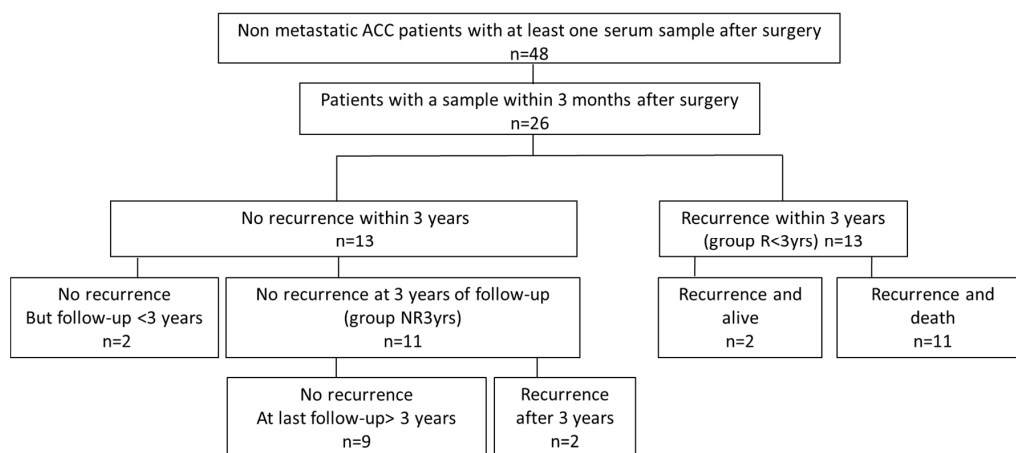 Non metastatic ACC patients with at least one serum sample after surgery
n=48
Patients with a sample within 3 months after surgery
n=26
No recurrence within 3 years
n=13
Recurrence within 3 years
(group R<3yrs) n=13
No recurrence
But follow-up <3 years
n=2
No recurrence at 3 years of follow-up
(group NR3yrs)
n=11
Recurrence and
alive
n=2
Recurrence and
death
n=11
No recurrence
At last follow-up> 3 years
n=9
Recurrence
after 3 years
n=2